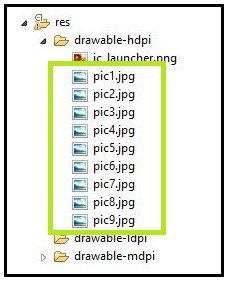 res
drawable-hdpi
ic_launcher.png
pic1.jpg
pic2.jpg
pic3.jpg
pic4.jpg
pic5.jpg
pic6.jpg
pic7.jpg
pic8.jpg
pic9.jpg
drawable-ldpi
drawable-mdpi